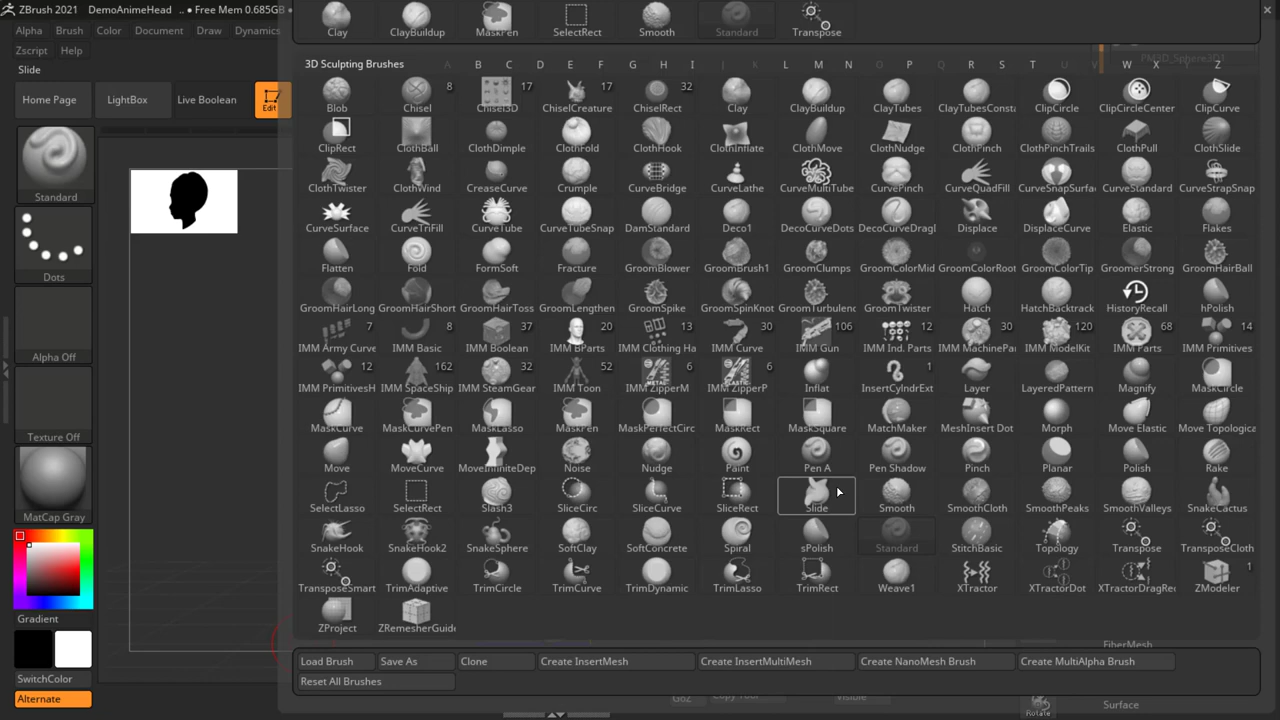 ZBrush 2021 DemoAnimeHead .. ● Free Mem 0.685GB ●
Alpha Brush Color Document Draw Dynamics
Zscript Help
Slide
Home Page LightBox Live Boolean Edit
Standard
Dots
Alpha Off
Texture Off
MatCap Gray
Gradient
SwitchColor
Alternate
Clay ClayBuildup MaskPen SelectRect Smooth Standard Transpose
3D Sculpting Brushes A B C D E F G H I J K L M N O P Q R S T U V W X Y Z
8 17 17 32
Blob Chisel Chisel3D ChiselCreature ChiselRect Clay ClayBuildup ClayTubes ClayTubesConsta ClipCircle ClipCircleCenter ClipCurve
ClipRect ClothBall ClothDimple ClothFold ClothHook ClothInflate ClothMove ClothNudge ClothPinch ClothPinchTrails ClothPull ClothSlide
ClothTwister ClothWind CreaseCurve Crumple CurveBridge CurveLathe CurveMultiTube CurvePinch CurveQuadFill CurveSnapSurfa CurveStandard CurveStrapSnap
CurveSurface CurveTriFill CurveTube CurveTubeSnap DamStandard Deco1 DecoCurveDots DecoCurveDragI Displace DisplaceCurve Elastic Flakes
Flatten Fold FormSoft Fracture GroomBlower GroomBrush1 GroomClumps GroomColorMid GroomColorRoot GroomColorTip GroomerStrong GroomHairBall
GroomHairLong GroomHairShort GroomHairToss GroomLengthen GroomSpike GroomSpinKnot GroomTurbulenc GroomTwister Hatch HatchBacktrack HistoryRecall hPolish
7 8 37 20 13 30 106 12 30 120 68 14
IMM Army Curve IMM Basic IMM Boolean IMM BParts IMM Clothing Ha IMM Curve IMM Gun IMM Ind. Parts IMM MachinePar IMM ModelKit IMM Parts IMM Primitives
12 162 32 52 6 6 1
IMM PrimitivesH IMM SpaceShip IMM SteamGear IMM Toon IMM ZipperM IMM ZipperP Inflat InsertCylndrExt Layer LayeredPattern Magnify MaskCircle
MaskCurve MaskCurvePen MaskLasso MaskPen MaskPerfectCirc MaskRect MaskSquare MatchMaker MeshInsert Dot Morph Move Elastic Move Topologica
Move MoveCurve MoveInfiniteDep Noise Nudge Paint Pen A Pen Shadow Pinch Planar Polish Rake
SelectLasso SelectRect Slash3 SliceCirc SliceCurve SliceRect Slide Smooth SmoothCloth SmoothPeaks SmoothValleys SnakeCactus
SnakeHook SnakeHook2 SnakeSphere SoftClay SoftConcrete Spiral sPolish Standard StitchBasic Topology Transpose TransposeCloth
1
TransposeSmart TrimAdaptive TrimCircle TrimCurve TrimDynamic TrimLasso TrimRect Weave1 XTractor XTractorDot XTractorDragRec ZModeler
ZProject ZRemesherGuide
Load Brush Save As Clone Create InsertMesh Create InsertMultiMesh Create NanoMesh Brush Create MultiAlpha Brush
Reset All Brushes
FiberMesh
GoZ Copy Tool Visible
Rotate Surface